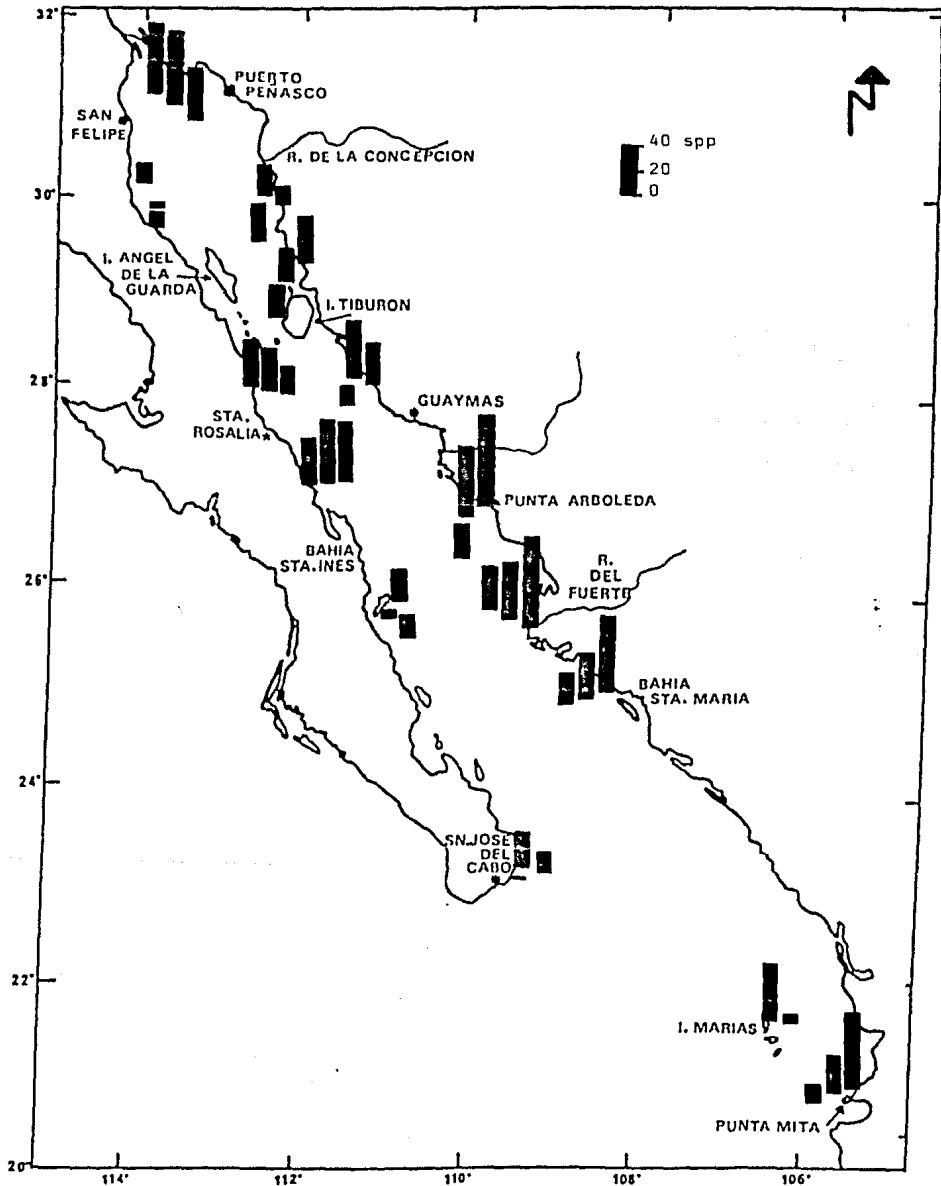 32°
PUERTO
PEÑASCO
SAN
FELIPE
40 spp
20
0
R. DE LA CONCEPCION
30°
I. ANGEL
DE LA
GUARDA
I. TIBURON
28°
GUAYMAS
STA.
ROSALIA
PUNTA ARBOLEDA
BAHIA
STA. INES
26°
R.
DEL
FUERTE
BAHIA
STA. MARIA
24°
SN. JOSE
DEL
CABO
22°
I. MARIAS
PUNTA MITA
20°
114°
112°
110°
108°
106°
N